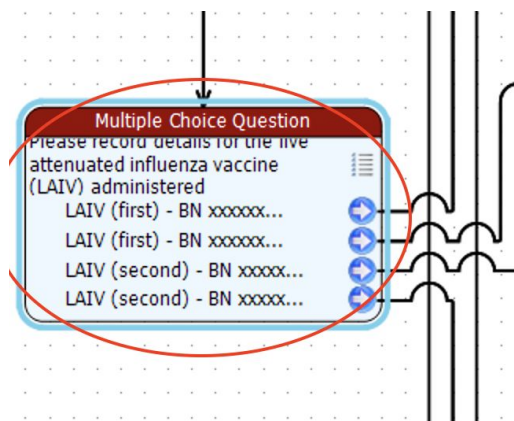 Multiple Choice Question
Please record details for the live
attenuated influenza vaccine
(LAIV) administered
LAIV (first) - BN xxxxxx...
LAIV (first) - BN xxxxxx...
LAIV (second) - BN xxxxx...
LAIV (second) - BN xxxxx...